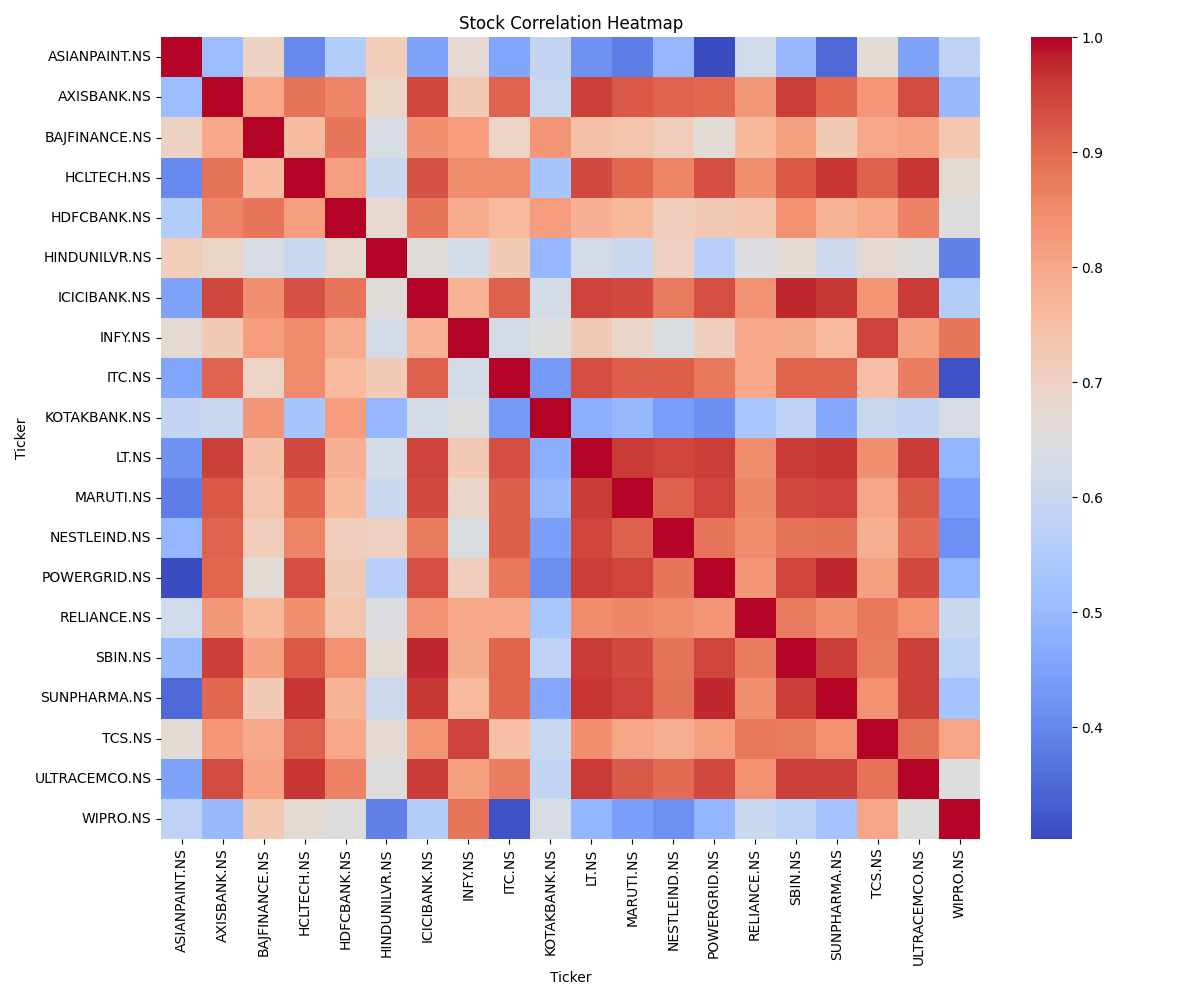 Stock Correlation Heatmap
Ticker
ASIANPAINT.NS
AXISBANK.NS
BAJFINANCE.NS
HCLTECH.NS
HDFCBANK.NS
HINDUNILVR.NS
ICICIBANK.NS
INFY.NS
ITC.NS
KOTAKBANK.NS
LT.NS
MARUTI.NS
NESTLEIND.NS
POWERGRID.NS
RELIANCE.NS
SBIN.NS
SUNPHARMA.NS
TCS.NS
ULTRACEMCO.NS
WIPRO.NS
ASIANPAINT.NS
AXISBANK.NS
BAJFINANCE.NS
HCLTECH.NS
HDFCBANK.NS
HINDUNILVR.NS
ICICIBANK.NS
INFY.NS
ITC.NS
KOTAKBANK.NS
LT.NS
MARUTI.NS
NESTLEIND.NS
POWERGRID.NS
RELIANCE.NS
SBIN.NS
SUNPHARMA.NS
TCS.NS
ULTRACEMCO.NS
WIPRO.NS
Ticker
1.0
0.9
0.8
0.7
0.6
0.5
0.4